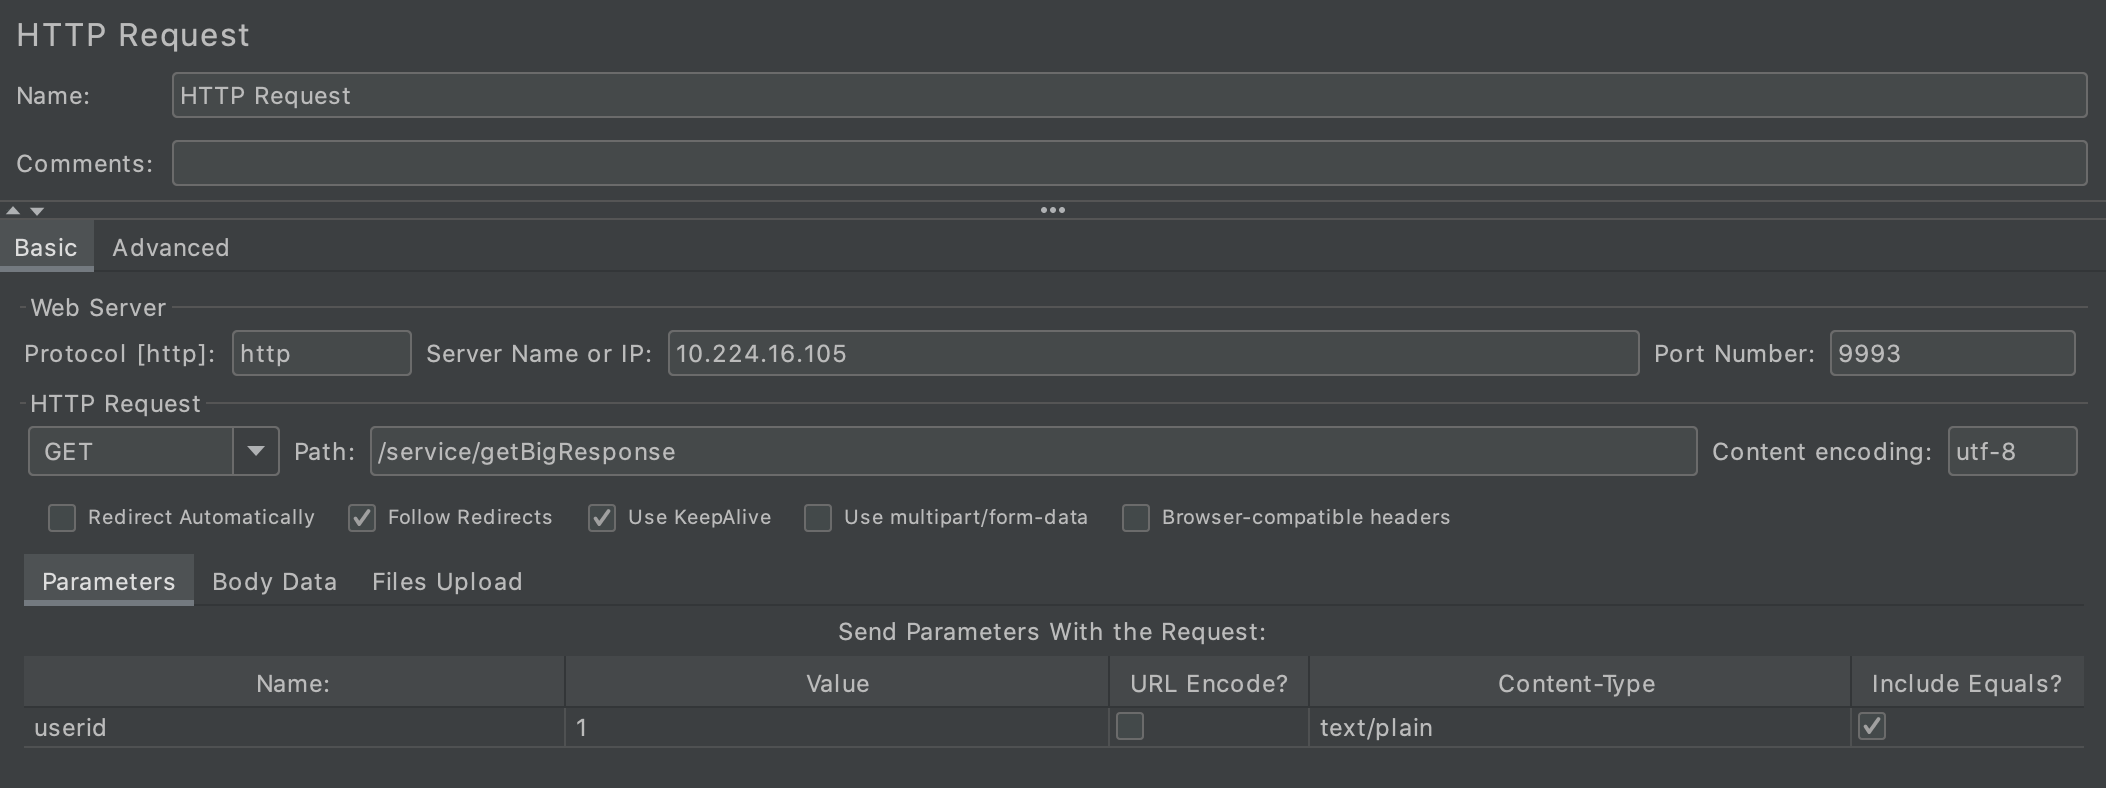 HTTP Request
Name: HTTP Request
Comments:
Basic Advanced
Web Server
Protocol [http]: http Server Name or IP: 10.224.16.105 Port Number: 9993
HTTP Request
GET Path: /service/getBigResponse Content encoding: utf-8
Redirect Automatically Follow Redirects Use KeepAlive Use multipart/form-data Browser-compatible headers
Parameters Body Data Files Upload
Send Parameters With the Request:
Name: Value URL Encode? Content-Type Include Equals?
userid 1 text/plain